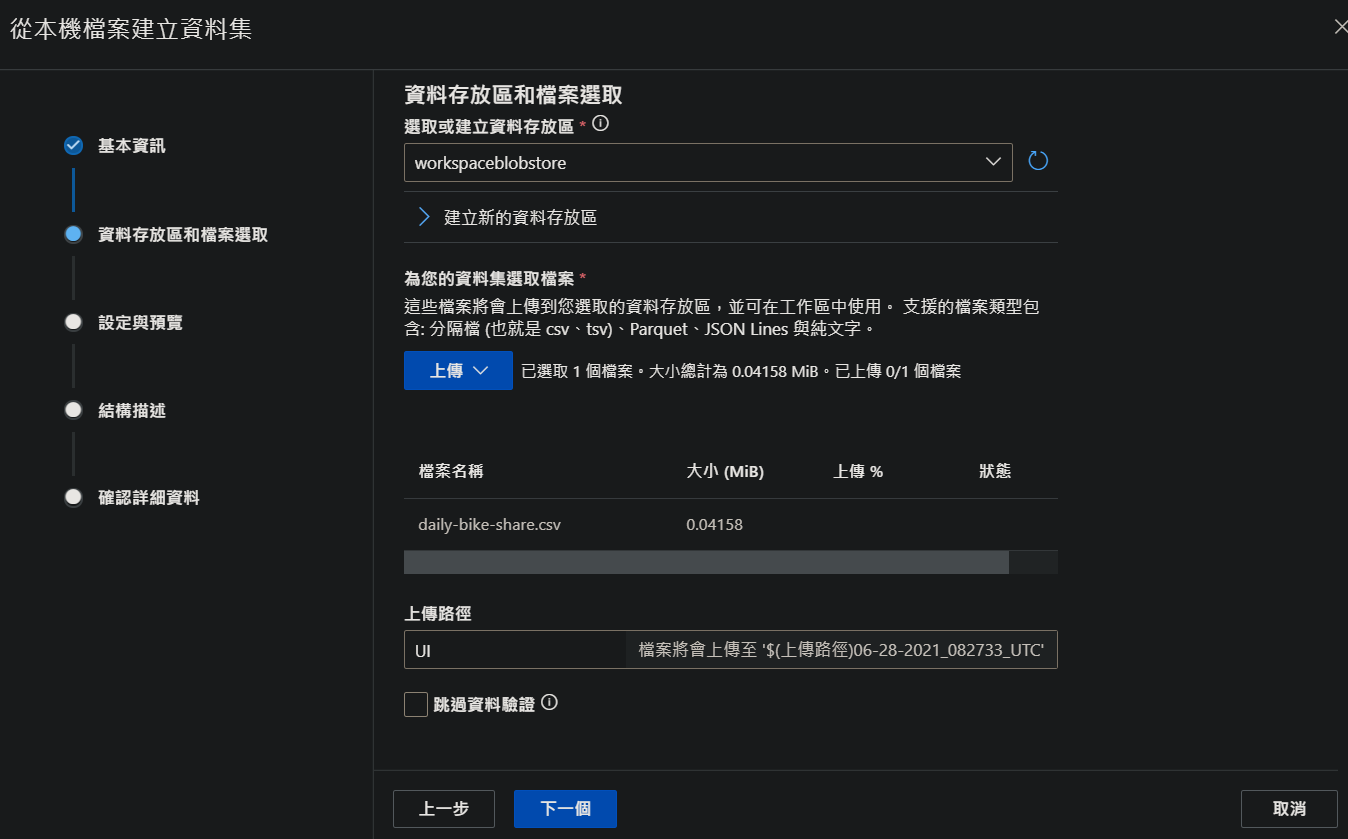 從本機檔案建立資料集
基本資訊
資料存放區和檔案選取
設定與預覽
結構描述
確認詳細資料
資料存放區和檔案選取
選取或建立資料存放區 *
workspaceblobstore
建立新的資料存放區
為您的資料集選取檔案 *
這些檔案將會上傳到您選取的資料存放區，並可在工作區中使用。 支援的檔案類型包
含: 分隔檔 (也就是 csv、tsv)、Parquet、JSON Lines 與純文字。
上傳 已選取 1 個檔案。大小總計為 0.04158 MiB。已上傳 0/1 個檔案
檔案名稱 大小 (MiB) 上傳 % 狀態
daily-bike-share.csv 0.04158
上傳路徑
UI 檔案將會上傳至 '$(上傳路徑)06-28-2021_082733_UTC'
跳過資料驗證
上一步 下一個 取消